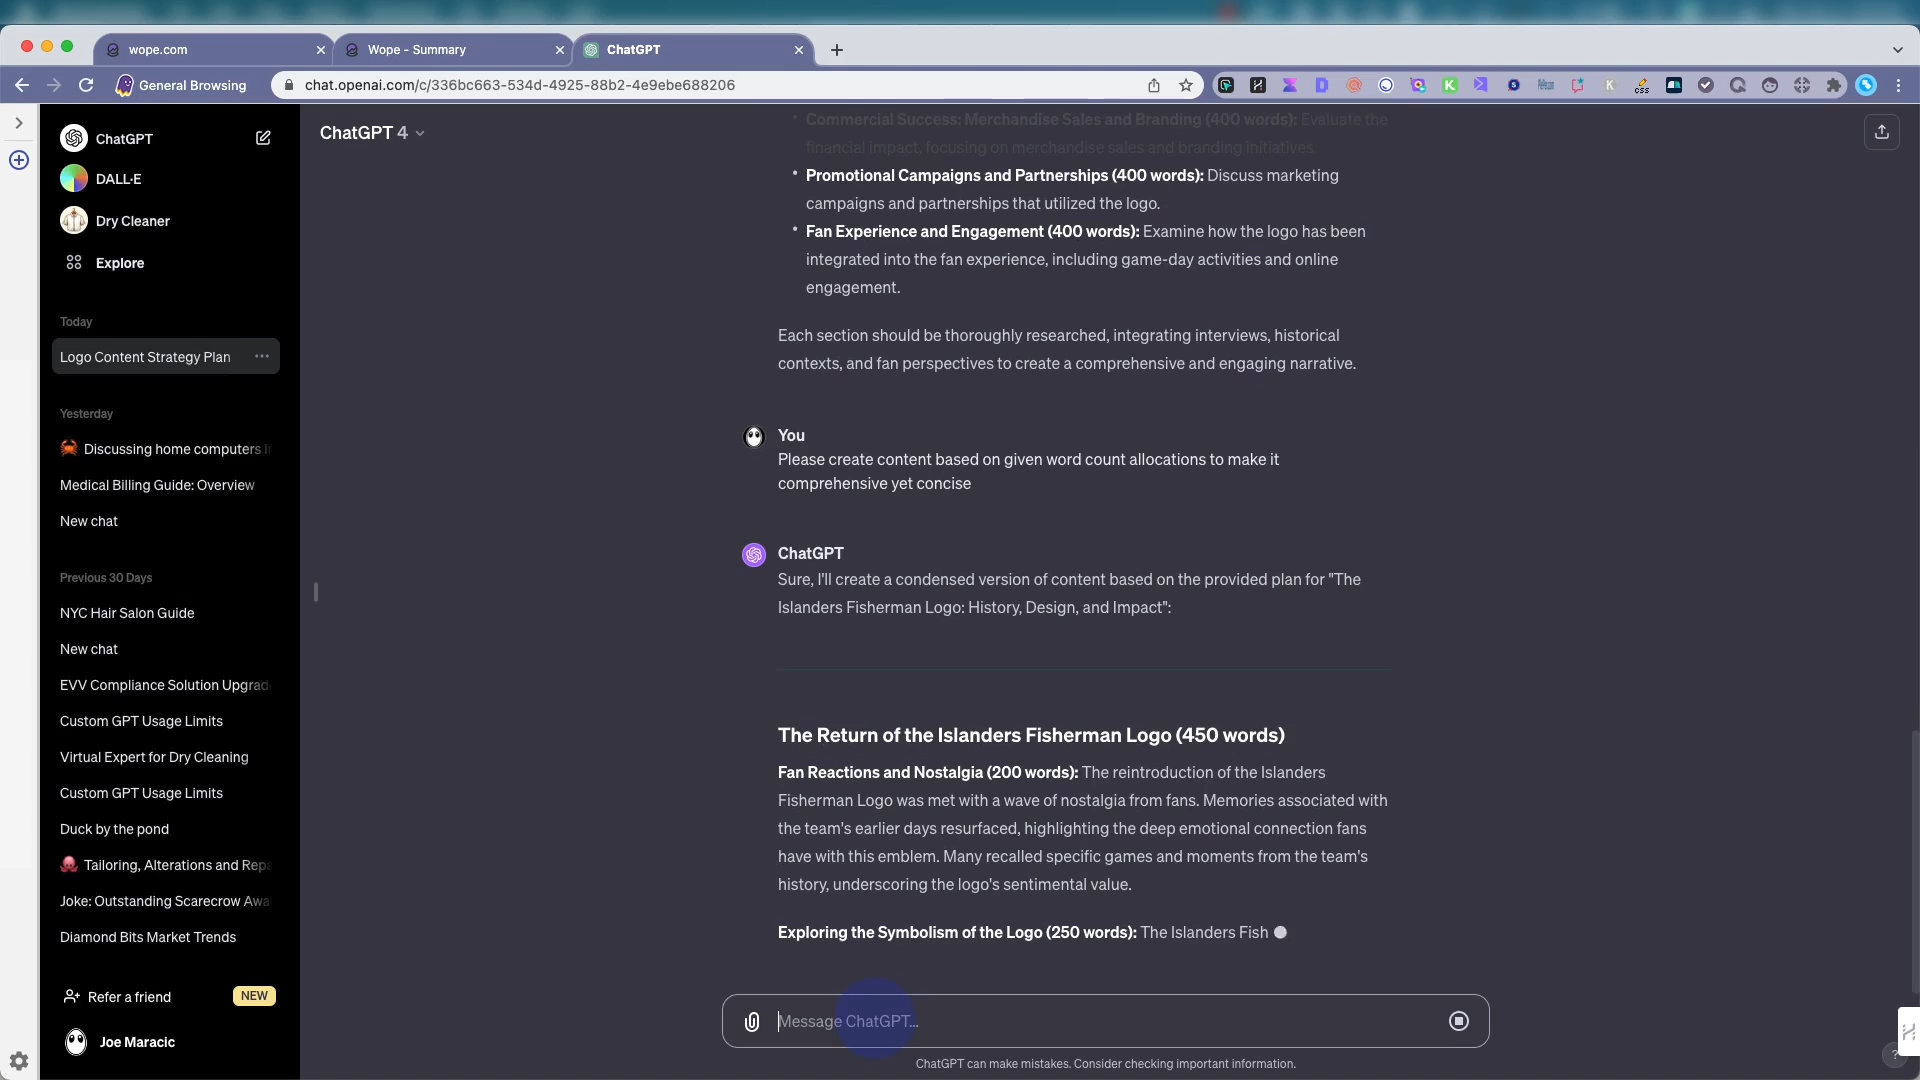 wope.com
Wope - Summary
ChatGPT
General Browsing
chat.openai.com/c/336bc663-534d-4925-88b2-4e9ebe688206
ChatGPT
DALL·E
Dry Cleaner
Explore
Today
Logo Content Strategy Plan
Yesterday
🦀 Discussing home computers i
Medical Billing Guide: Overview
New chat
Previous 30 Days
NYC Hair Salon Guide
New chat
EVV Compliance Solution Upgrad
Custom GPT Usage Limits
Virtual Expert for Dry Cleaning
Custom GPT Usage Limits
Duck by the pond
🐙 Tailoring, Alterations and Repa
Joke: Outstanding Scarecrow Awa
Diamond Bits Market Trends
Refer a friend
NEW
Joe Maracic
ChatGPT 4
• Commercial Success: Merchandise Sales and Branding (400 words): Evaluate the
financial impact, focusing on merchandise sales and branding initiatives.
• Promotional Campaigns and Partnerships (400 words): Discuss marketing
campaigns and partnerships that utilized the logo.
• Fan Experience and Engagement (400 words): Examine how the logo has been
integrated into the fan experience, including game-day activities and online
engagement.
Each section should be thoroughly researched, integrating interviews, historical
contexts, and fan perspectives to create a comprehensive and engaging narrative.
You
Please create content based on given word count allocations to make it
comprehensive yet concise
ChatGPT
Sure, I'll create a condensed version of content based on the provided plan for "The
Islanders Fisherman Logo: History, Design, and Impact":
The Return of the Islanders Fisherman Logo (450 words)
Fan Reactions and Nostalgia (200 words): The reintroduction of the Islanders
Fisherman Logo was met with a wave of nostalgia from fans. Memories associated with
the team's earlier days resurfaced, highlighting the deep emotional connection fans
have with this emblem. Many recalled specific games and moments from the team's
history, underscoring the logo's sentimental value.
Exploring the Symbolism of the Logo (250 words): The Islanders Fish
Message ChatGPT...
ChatGPT can make mistakes. Consider checking important information.
?